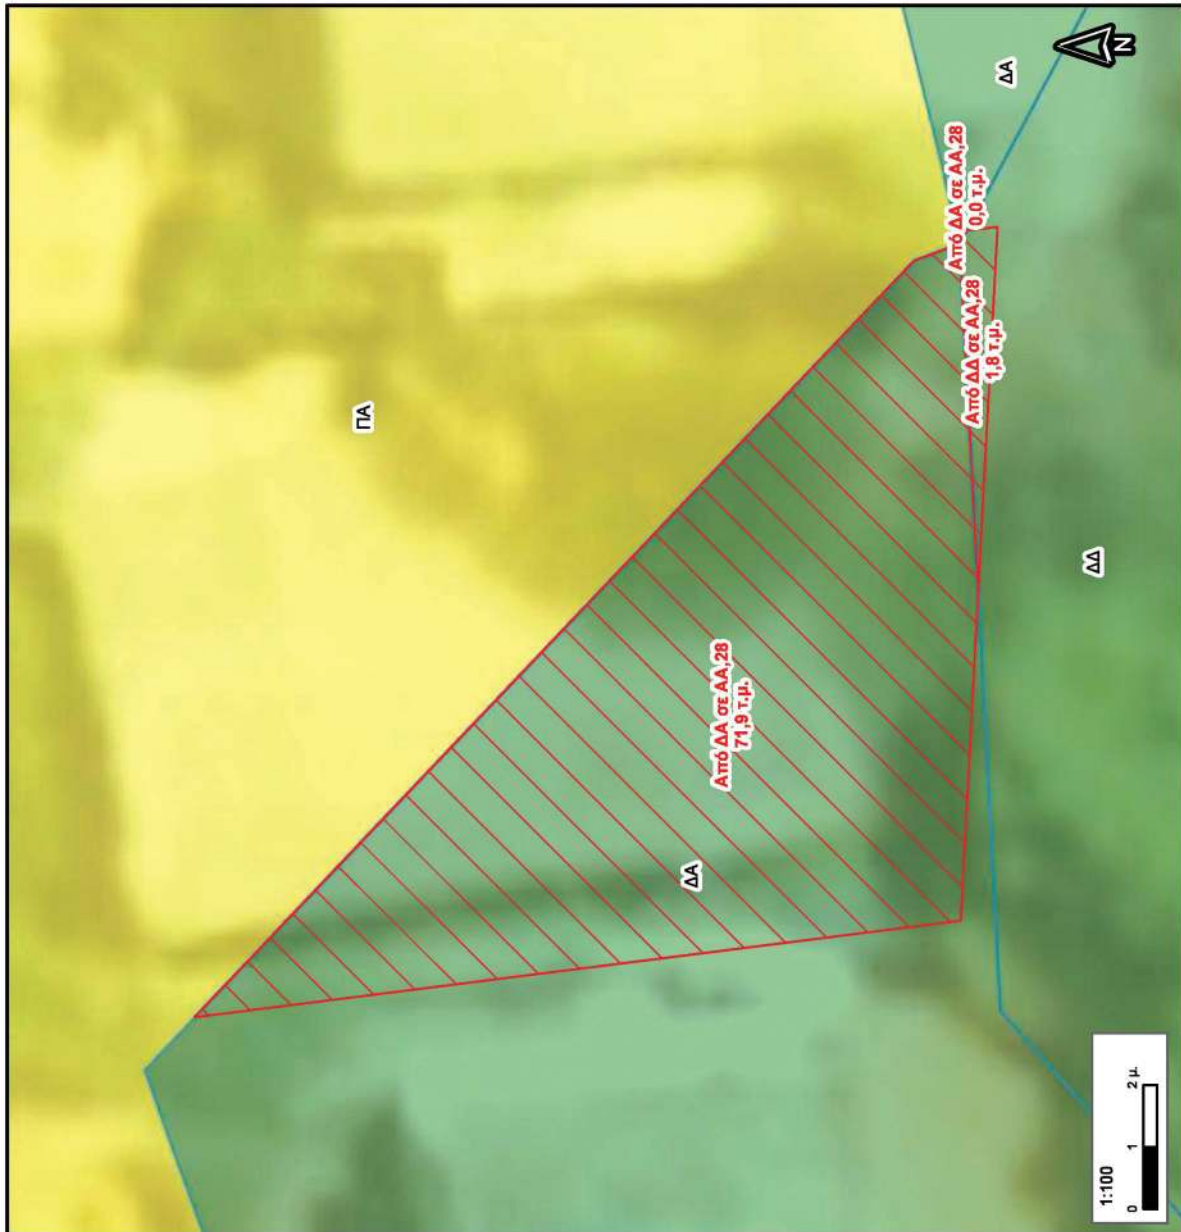 ΔΑ
N
Από ΔΑ σε ΑΑ,28
0,0 τ.μ.
Από ΔΔ σε ΑΑ,28
1,8 τ.μ.
ΠΑ
ΔΔ
Από ΔΑ σε ΑΑ,28
71,9 τ.μ.
ΔΑ
1:100
0 1 2 μ.